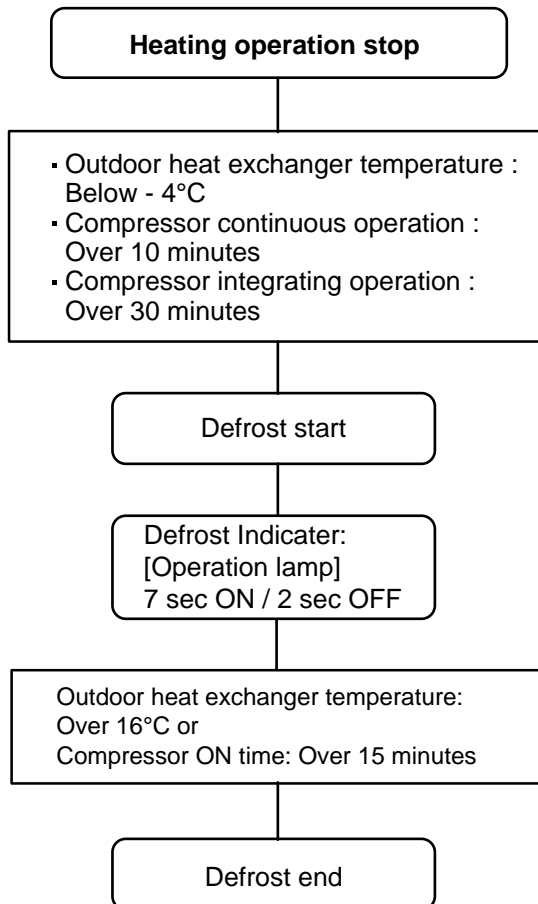 Heating operation stop
▪ Outdoor heat exchanger temperature :
Below - 4°C
▪ Compressor continuous operation :
Over 10 minutes
▪ Compressor integrating operation :
Over 30 minutes
Defrost start
Defrost Indicater:
[Operation lamp]
7 sec ON / 2 sec OFF
Outdoor heat exchanger temperature:
Over 16°C or
Compressor ON time: Over 15 minutes
Defrost end